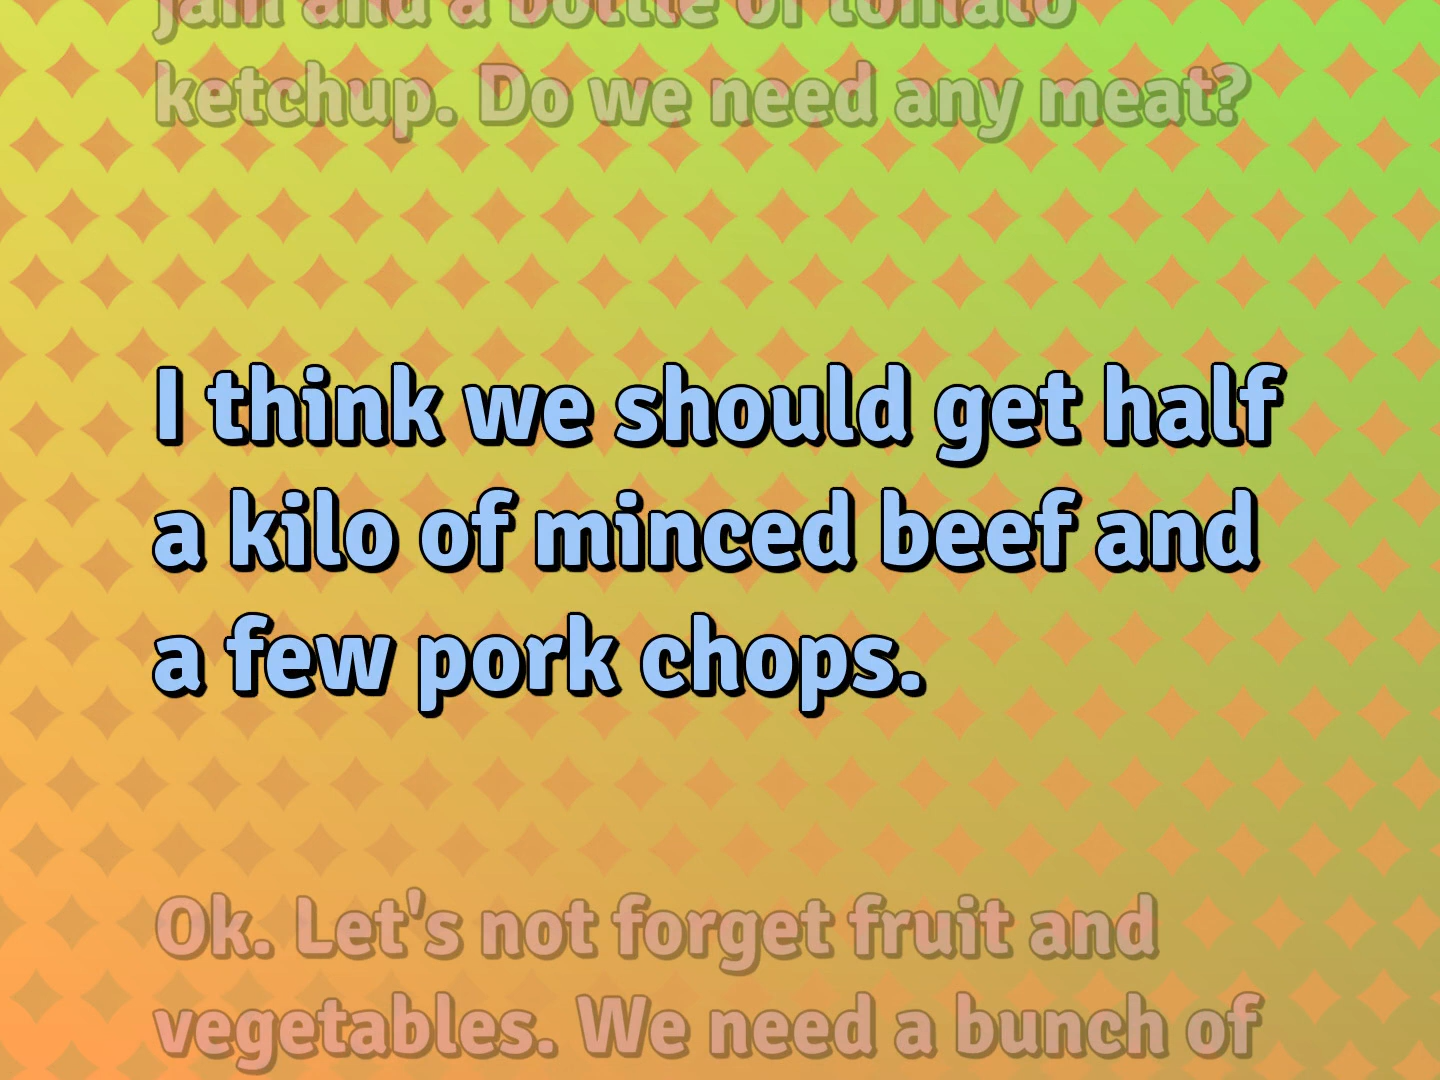 jam and a bottle of tomato
ketchup. Do we need any meat?
I think we should get half
a kilo of minced beef and
a few pork chops.
Ok. Let's not forget fruit and
vegetables. We need a bunch of